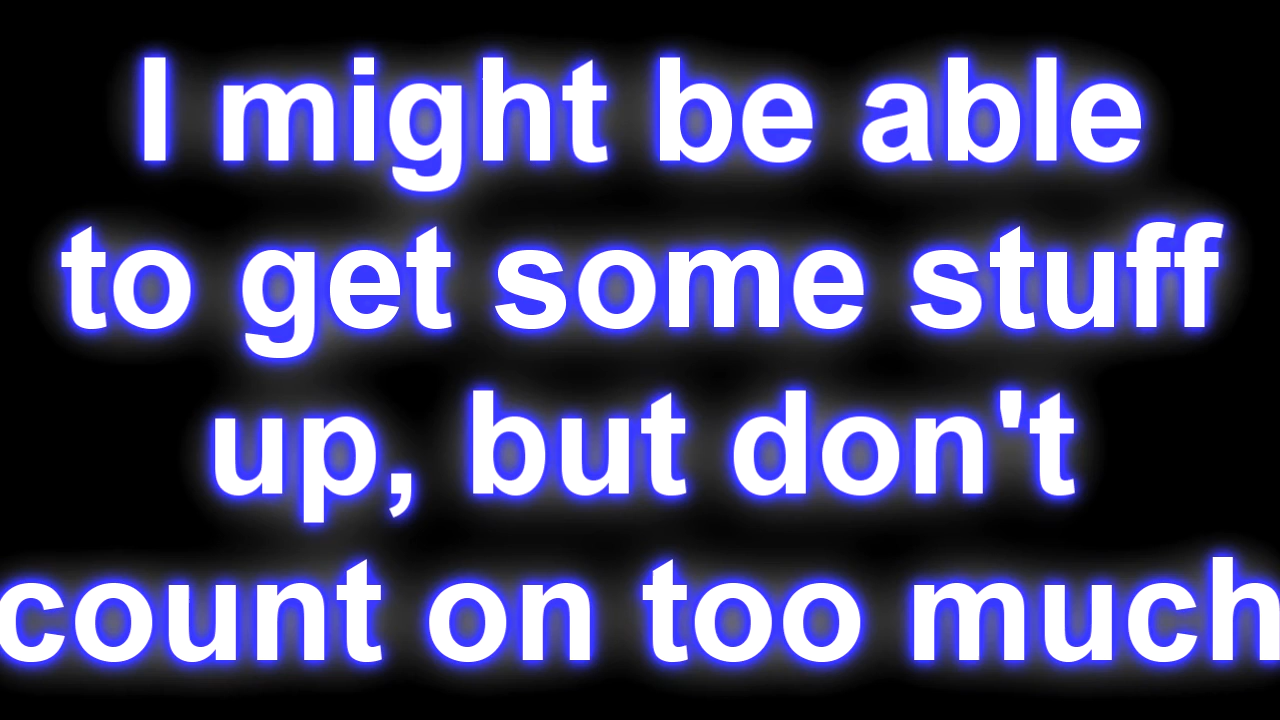 I might be able
to get some stuff
up, but don't
count on too much